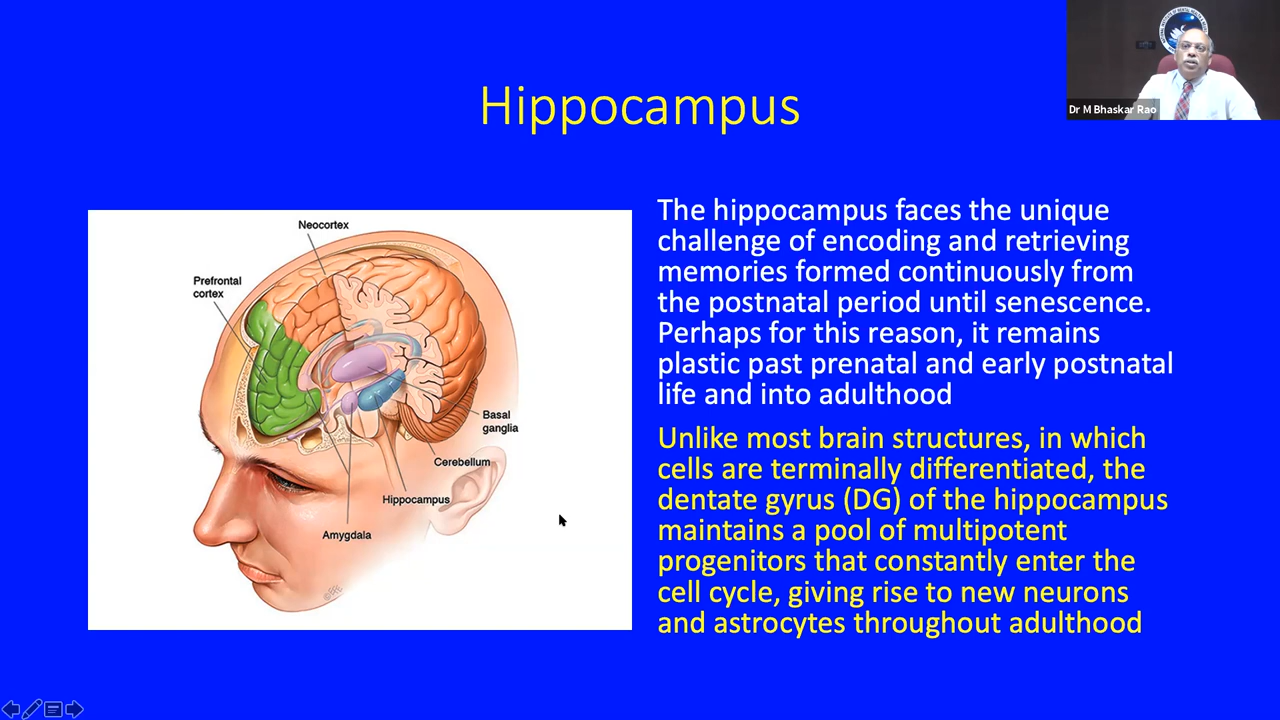 Hippocampus
Dr M Bhaskar Rao
Neocortex
Prefrontal
cortex
Basal
ganglia
Cerebellum
Hippocampus
Amygdala
The hippocampus faces the unique
challenge of encoding and retrieving
memories formed continuously from
the postnatal period until senescence.
Perhaps for this reason, it remains
plastic past prenatal and early postnatal
life and into adulthood
Unlike most brain structures, in which
cells are terminally differentiated, the
dentate gyrus (DG) of the hippocampus
maintains a pool of multipotent
progenitors that constantly enter the
cell cycle, giving rise to new neurons
and astrocytes throughout adulthood